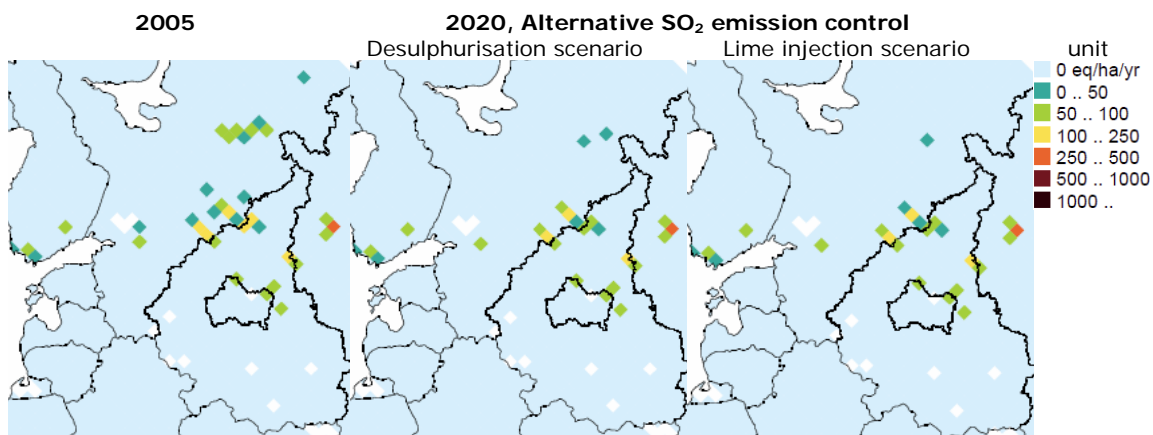 2005
2020, Alternative SO₂ emission control
Desulphurisation scenario
Lime injection scenario
unit
0 eq/ha/yr
0 .. 50
50 .. 100
100 .. 250
250 .. 500
500 .. 1000
1000 ..